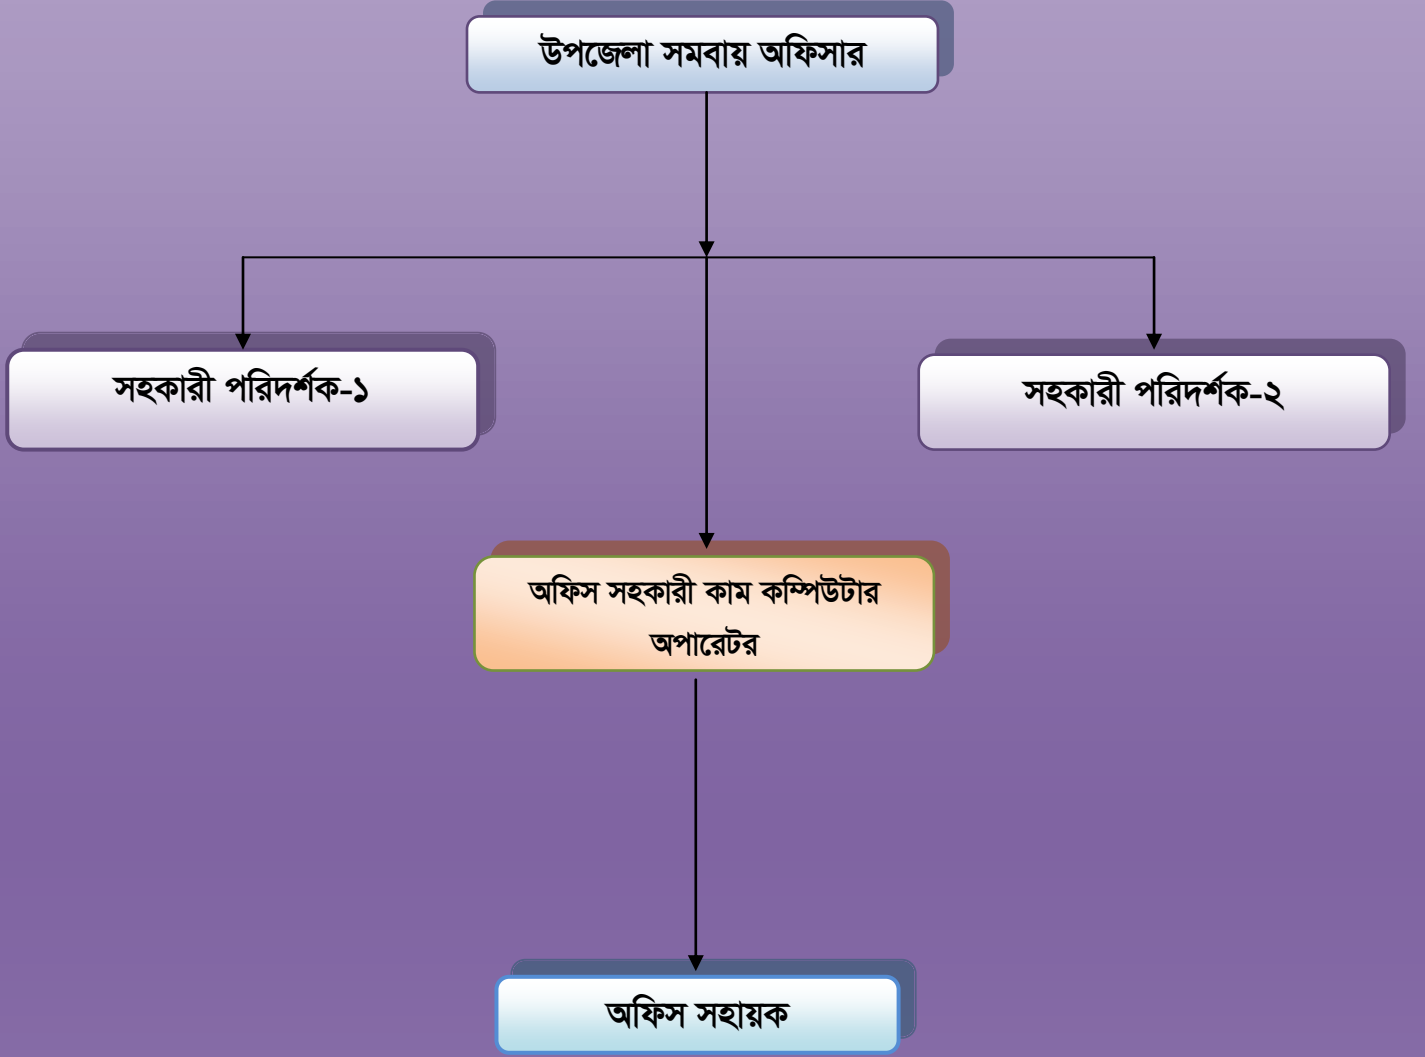 উপজেলা সমবায় অফিসার
সহকারী পরিদর্শক-১
সহকারী পরিদর্শক-২
অফিস সহকারী কাম কম্পিউটার
অপারেটর
অফিস সহায়ক